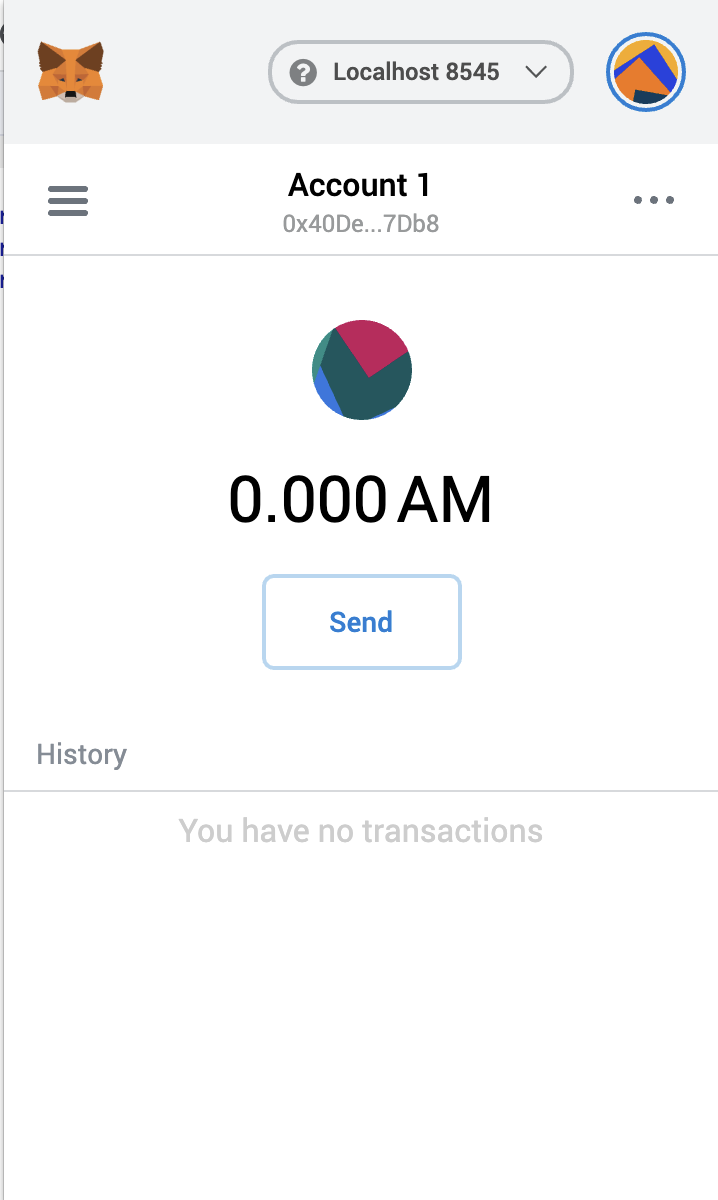 Localhost 8545
Account 1
0x40De...7Db8
0.000 AM
Send
History
You have no transactions